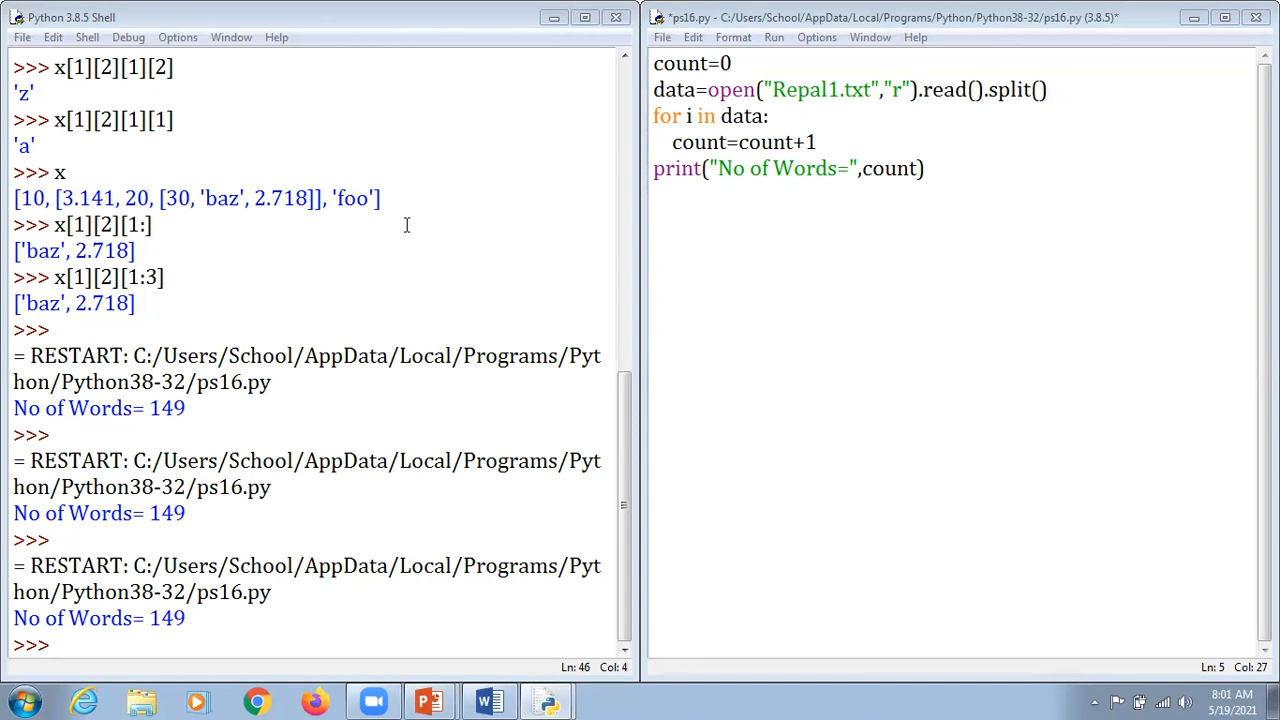 Python 3.8.5 Shell
File Edit Shell Debug Options Window Help
>>> x[1][2][1][2]
'z'
>>> x[1][2][1][1]
'a'
>>> x
[10, [3.141, 20, [30, 'baz', 2.718]], 'foo']
>>> x[1][2][1:]
['baz', 2.718]
>>> x[1][2][1:3]
['baz', 2.718]
>>>
= RESTART: C:/Users/School/AppData/Local/Programs/Pyt
hon/Python38-32/ps16.py
No of Words= 149
>>>
= RESTART: C:/Users/School/AppData/Local/Programs/Pyt
hon/Python38-32/ps16.py
No of Words= 149
>>>
= RESTART: C:/Users/School/AppData/Local/Programs/Pyt
hon/Python38-32/ps16.py
No of Words= 149
>>>
Ln: 46 Col: 4
*ps16.py - C:/Users/School/AppData/Local/Programs/Python/Python38-32/ps16.py (3.8.5)*
File Edit Format Run Options Window Help
count=0
data=open("Repal1.txt","r").read().split()
for i in data:
    count=count+1
print("No of Words=",count)
Ln: 5 Col: 27
8:01 AM
5/19/2021